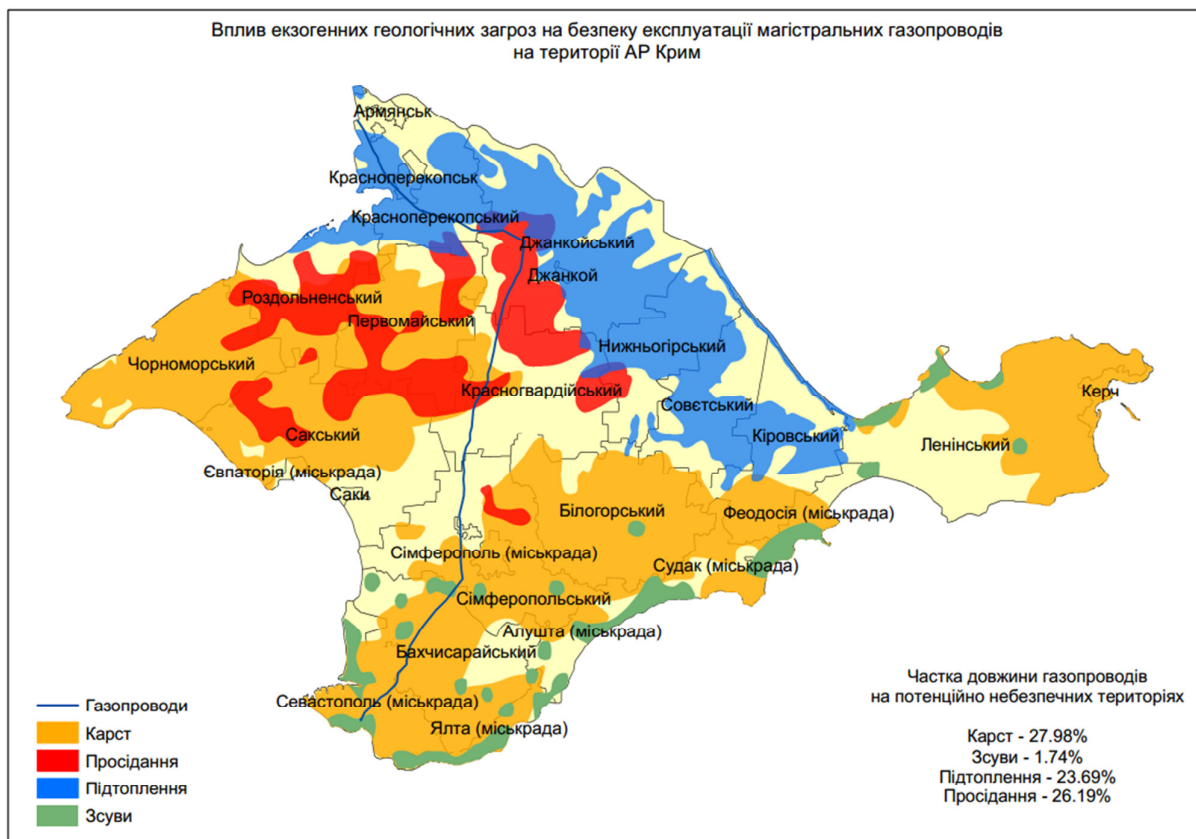 Вплив екзогенних геологічних загроз на безпеку експлуатації магістральних газопроводів
на території АР Крим
Армянськ
Красноперекопськ
Красноперекопський
Джанкойський
Джанкой
Роздольненський
Первомайський
Нижньогірський
Чорноморський
Красногвардійський
Керч
Совєтський
Сакський
Кіровський
Ленінський
Євпаторія (міськрада)
Саки
Білогорський
Феодосія (міськрада)
Сімферополь (міськрада)
Судак (міськрада)
Сімферопольський
Алушта (міськрада)
Бахчисарайський
Севастополь (міськрада)
Ялта (міськрада)
Газопроводи
Карст
Просідання
Підтоплення
Зсуви
Частка довжини газопроводів
на потенційно небезпечних територіях
Карст - 27.98%
Зсуви - 1.74%
Підтоплення - 23.69%
Просідання - 26.19%